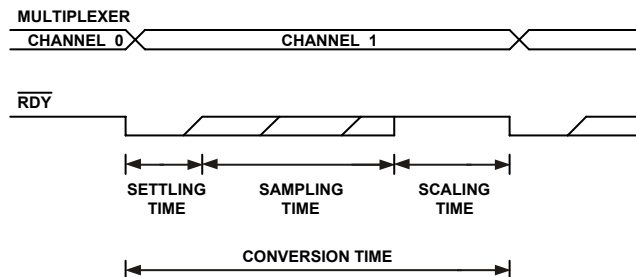 MULTIPLEXER
CHANNEL 0 CHANNEL 1
RDY
SETTLING TIME
SAMPLING TIME
SCALING TIME
CONVERSION TIME